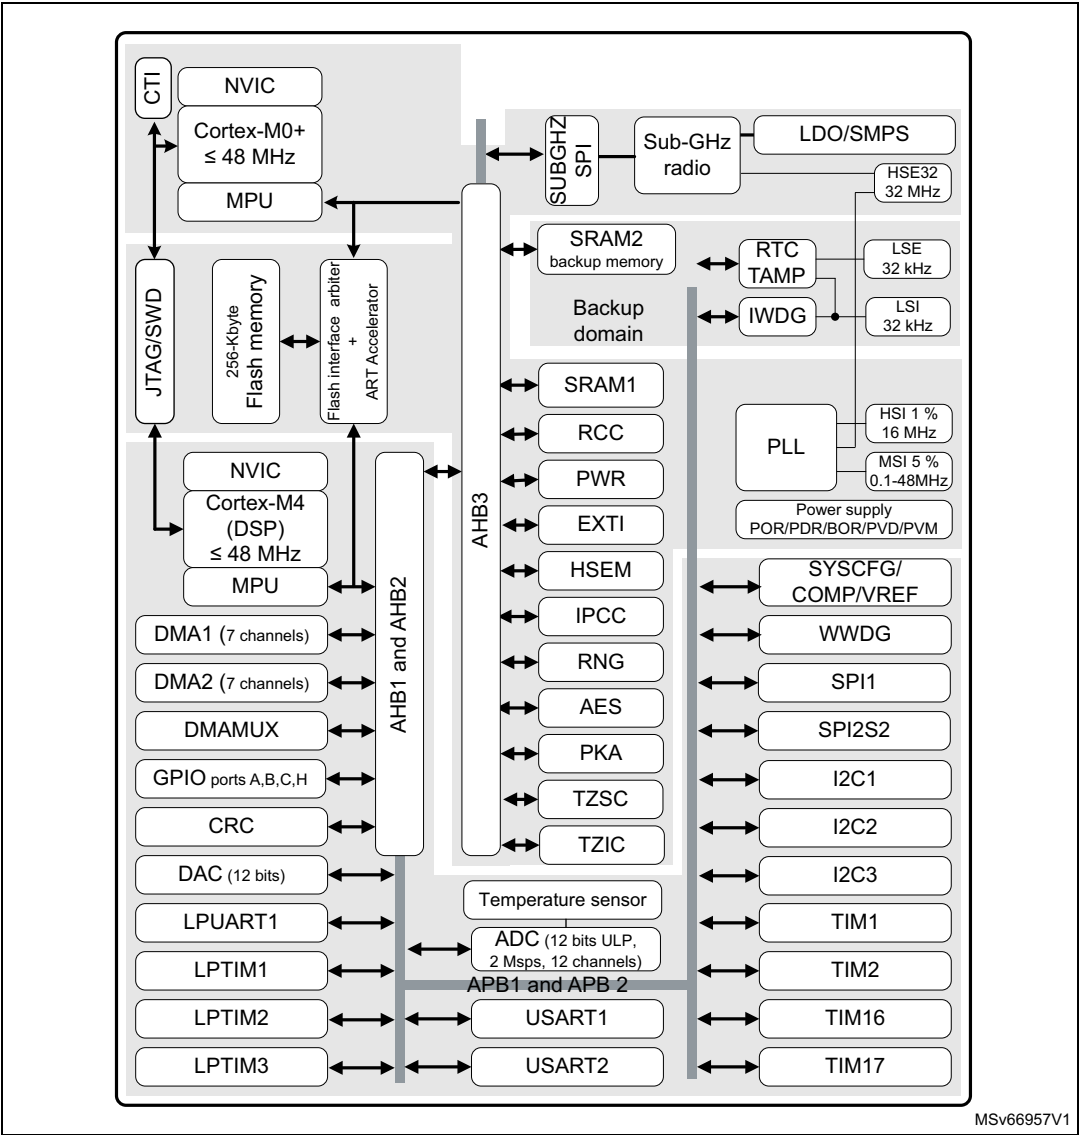 CTI
NVIC
Cortex-M0+
≤ 48 MHz
MPU
SUBGHZ
SPI
Sub-GHz
radio
LDO/SMPS
HSE32
32 MHz
JTAG/SWD
256-Kbyte
Flash memory
Flash interface arbiter
+
ART Accelerator
AHB3
SRAM2
backup memory
RTC
TAMP
LSE
32 kHz
Backup
domain
IWDG
LSI
32 kHz
SRAM1
RCC
PWR
EXTI
HSEM
IPCC
RNG
AES
PKA
TZSC
TZIC
PLL
HSI 1 %
16 MHz
MSI 5 %
0.1-48MHz
Power supply
POR/PDR/BOR/PVD/PVM
NVIC
Cortex-M4
(DSP)
≤ 48 MHz
MPU
AHB1 and AHB2
DMA1 (7 channels)
DMA2 (7 channels)
DMAMUX
GPIO ports A,B,C,H
CRC
DAC (12 bits)
LPUART1
LPTIM1
LPTIM2
LPTIM3
Temperature sensor
ADC (12 bits ULP,
2 Msps, 12 channels)
APB1 and APB 2
USART1
USART2
SYSCFG/
COMP/VREF
WWDG
SPI1
SPI2S2
I2C1
I2C2
I2C3
TIM1
TIM2
TIM16
TIM17
MSv66957V1